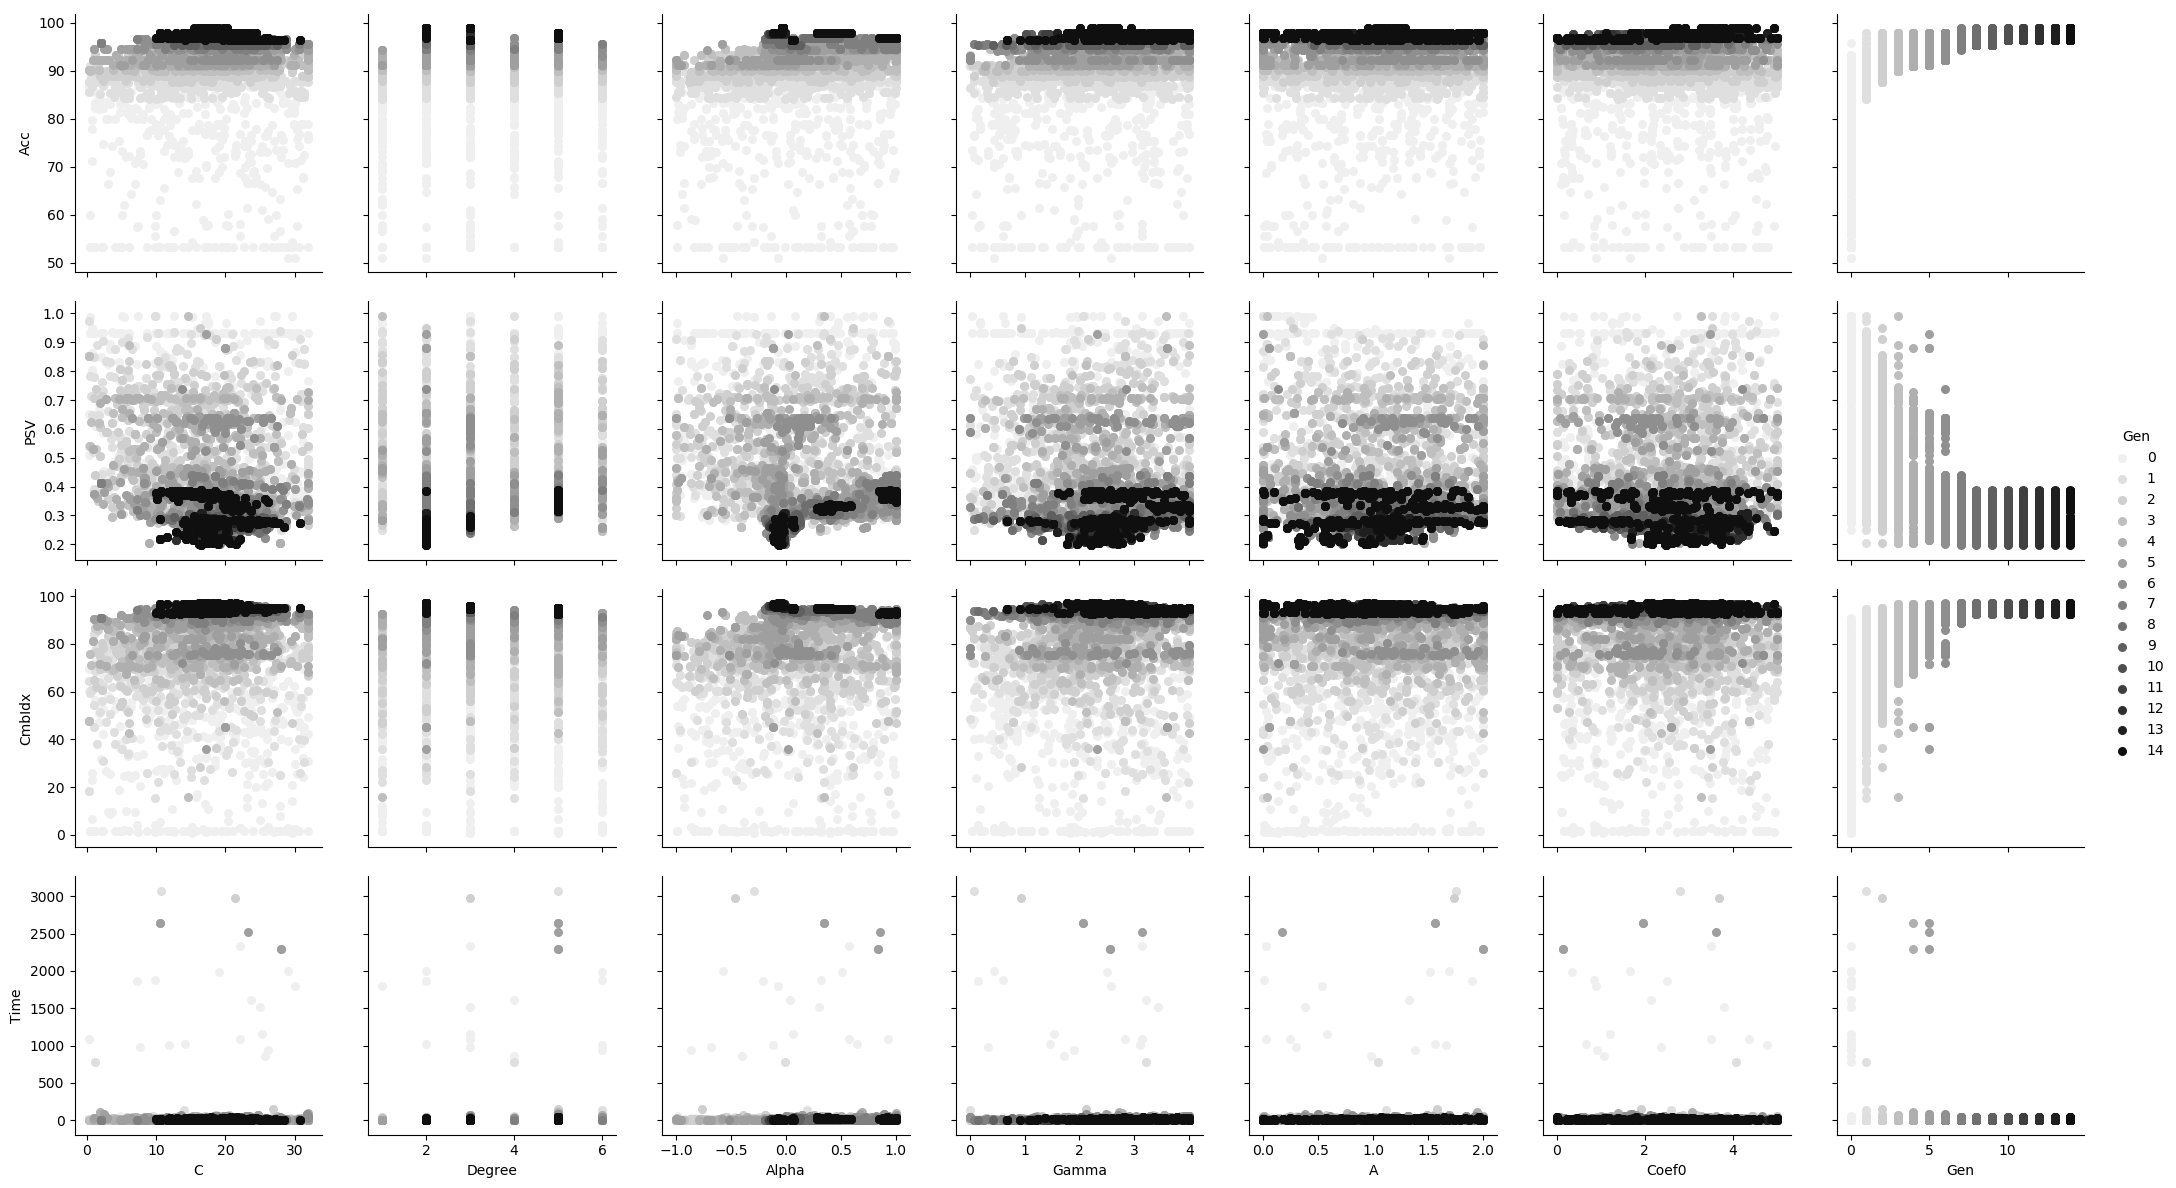 100
90
80
70
60
50
Acc
1.0
0.9
0.8
0.7
0.6
0.5
0.4
0.3
0.2
PSV
100
80
60
40
20
0
CmbIdx
3000
2500
2000
1500
1000
500
0
Time
0 10 20 30
C
2 4 6
Degree
−1.0 −0.5 0.0 0.5 1.0
Alpha
0 1 2 3 4
Gamma
0.0 0.5 1.0 1.5 2.0
A
0 2 4
Coef0
0 5 10
Gen
Gen
0
1
2
3
4
5
6
7
8
9
10
11
12
13
14